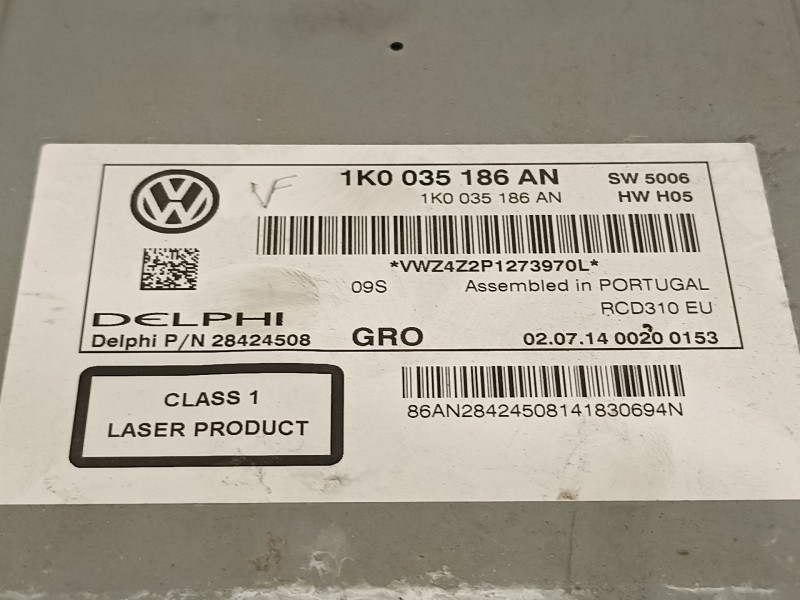 VF
1K0 035 186 AN SW 5006
1K0 035 186 AN HW H05
*VWZ4Z2P1273970L*
09S Assembled in PORTUGAL
RCD310 EU
DELPHI
Delphi P/N 28424508 GRO 02.07.14 0020 0153
CLASS 1
LASER PRODUCT
86AN28424508141830694N